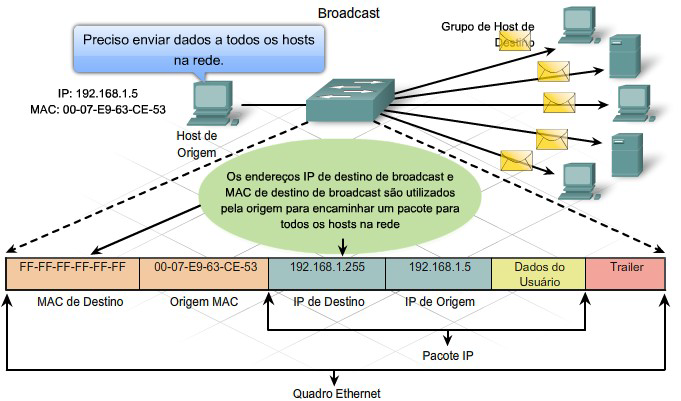 Broadcast
Preciso enviar dados a todos os hosts
na rede.
Grupo de Host de
Destino
IP: 192.168.1.5
MAC: 00-07-E9-63-CE-53
Host de
Origem
Os endereços IP de destino de broadcast e
MAC de destino de broadcast são utilizados
pela origem para encaminhar um pacote para
todos os hosts na rede
FF-FF-FF-FF-FF-FF
00-07-E9-63-CE-53
192.168.1.255
192.168.1.5
Dados do
Usuário
Trailer
MAC de Destino
Origem MAC
IP de Destino
IP de Origem
Pacote IP
Quadro Ethernet